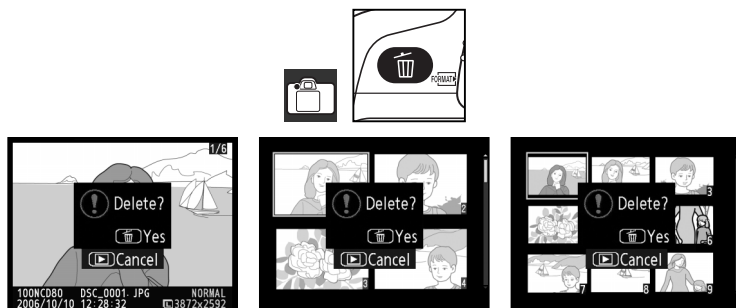 FORMAT
1/6
Delete?
Yes
Cancel
100NCD80 DSC_0001. JPG NORMAL
2006/10/10 12:28:32 L 3872x2592
Delete?
Yes
Cancel
2
3
4
Delete?
Yes
Cancel
3
6
7
8
9